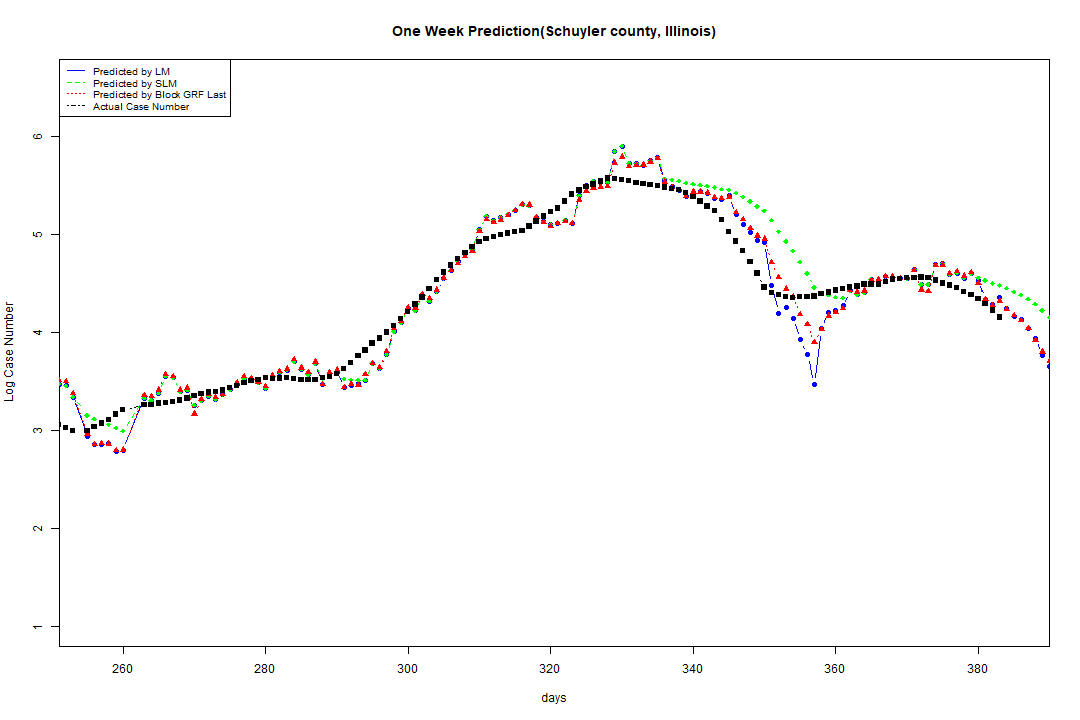 One Week Prediction(Schuyler county, Illinois)
Predicted by LM
Predicted by SLM
Predicted by Block GRF Last
Actual Case Number
Log Case Number
6
5
4
3
2
1
260 280 300 320 340 360 380
days